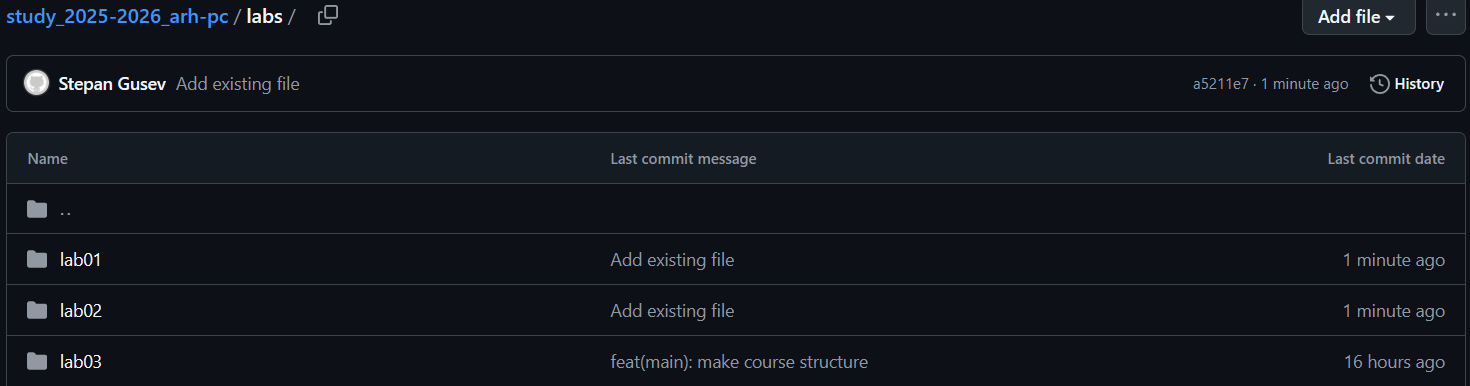 study_2025-2026_arh-pc / labs /
Add file
...
Stepan Gusev Add existing file
a5211e7 · 1 minute ago
History
Name Last commit message Last commit date
..
lab01 Add existing file 1 minute ago
lab02 Add existing file 1 minute ago
lab03 feat(main): make course structure 16 hours ago